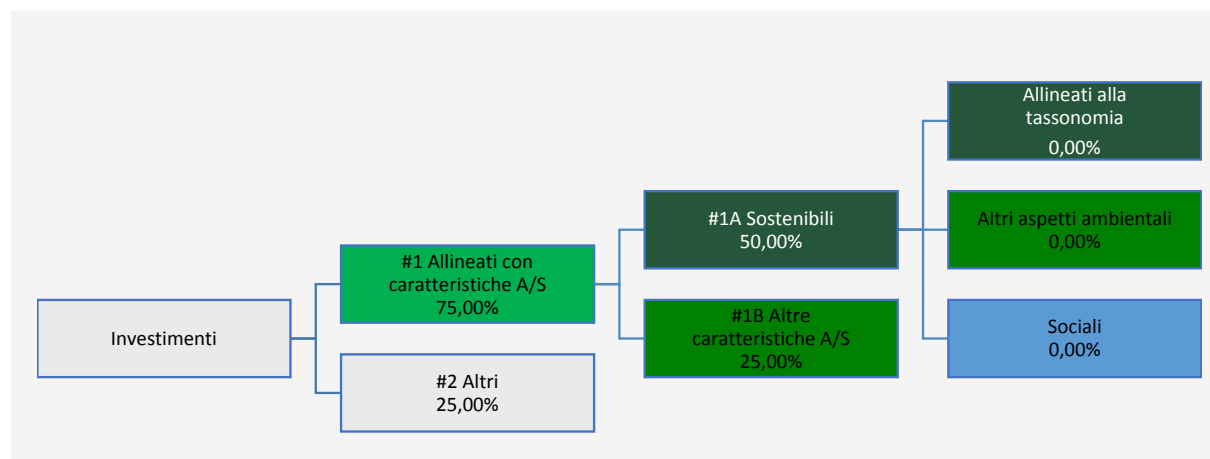 Investimenti
#1 Allineati con
caratteristiche A/S
75,00%
#2 Altri
25,00%
#1A Sostenibili
50,00%
#1B Altre
caratteristiche A/S
25,00%
Allineati alla
tassonomia
0,00%
Altri aspetti ambientali
0,00%
Sociali
0,00%